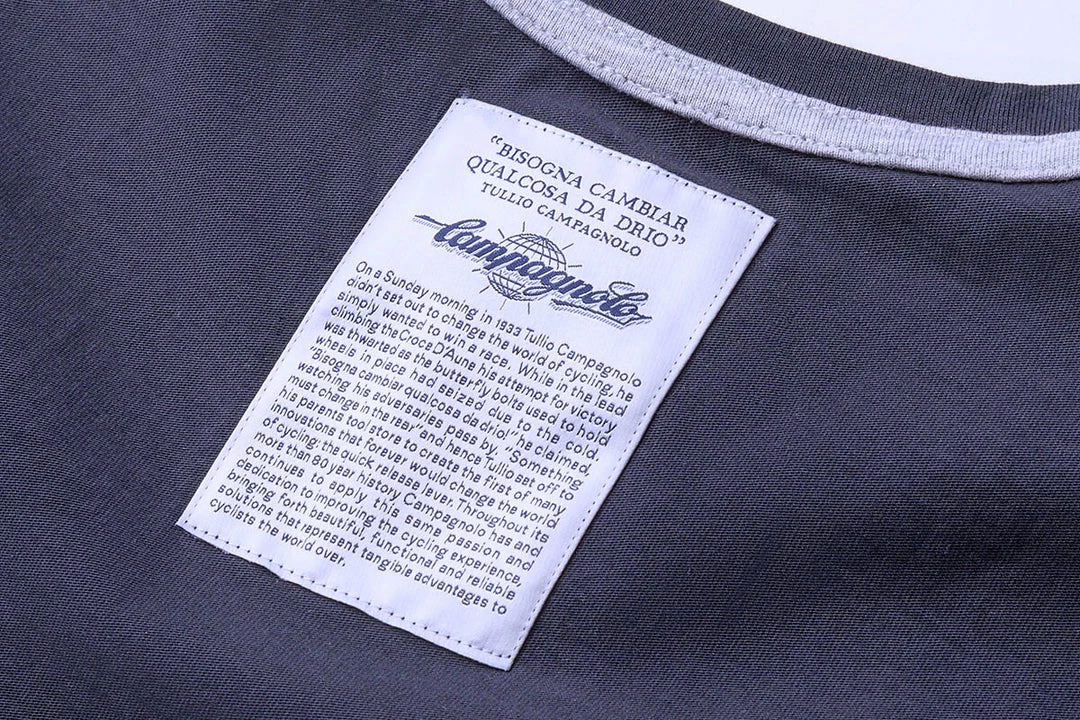 “BISOGNA CAMBIAR
QUALCOSA DA DRIO”
TULLIO CAMPAGNOLO
Campagnolo
On a Sunday morning in 1933 Tullio Campagnolo
didn't set out to change the world of cycling, he
simply wanted to win a race. While in the lead
climbing the Croce D'Aune his attempt for victory
was thwarted as the butterfly bolts used to hold
wheels in place had seized due to the cold.
watching his adversaries pass by. "Something
"Bisogna cambiar qualcosa da drio!" he claimed,
must change in the rear" and hence Tullio set off to
his parents tool store to create the first of many
innovations that forever would change the world
of cycling: the quick release lever. Throughout its
more than 80 year history Campagnolo has and
continues to apply this same passion and
dedication to improving the cycling experience,
bringing forth beautiful, functional and reliable
solutions that represent tangible advantages to
cyclists the world over.